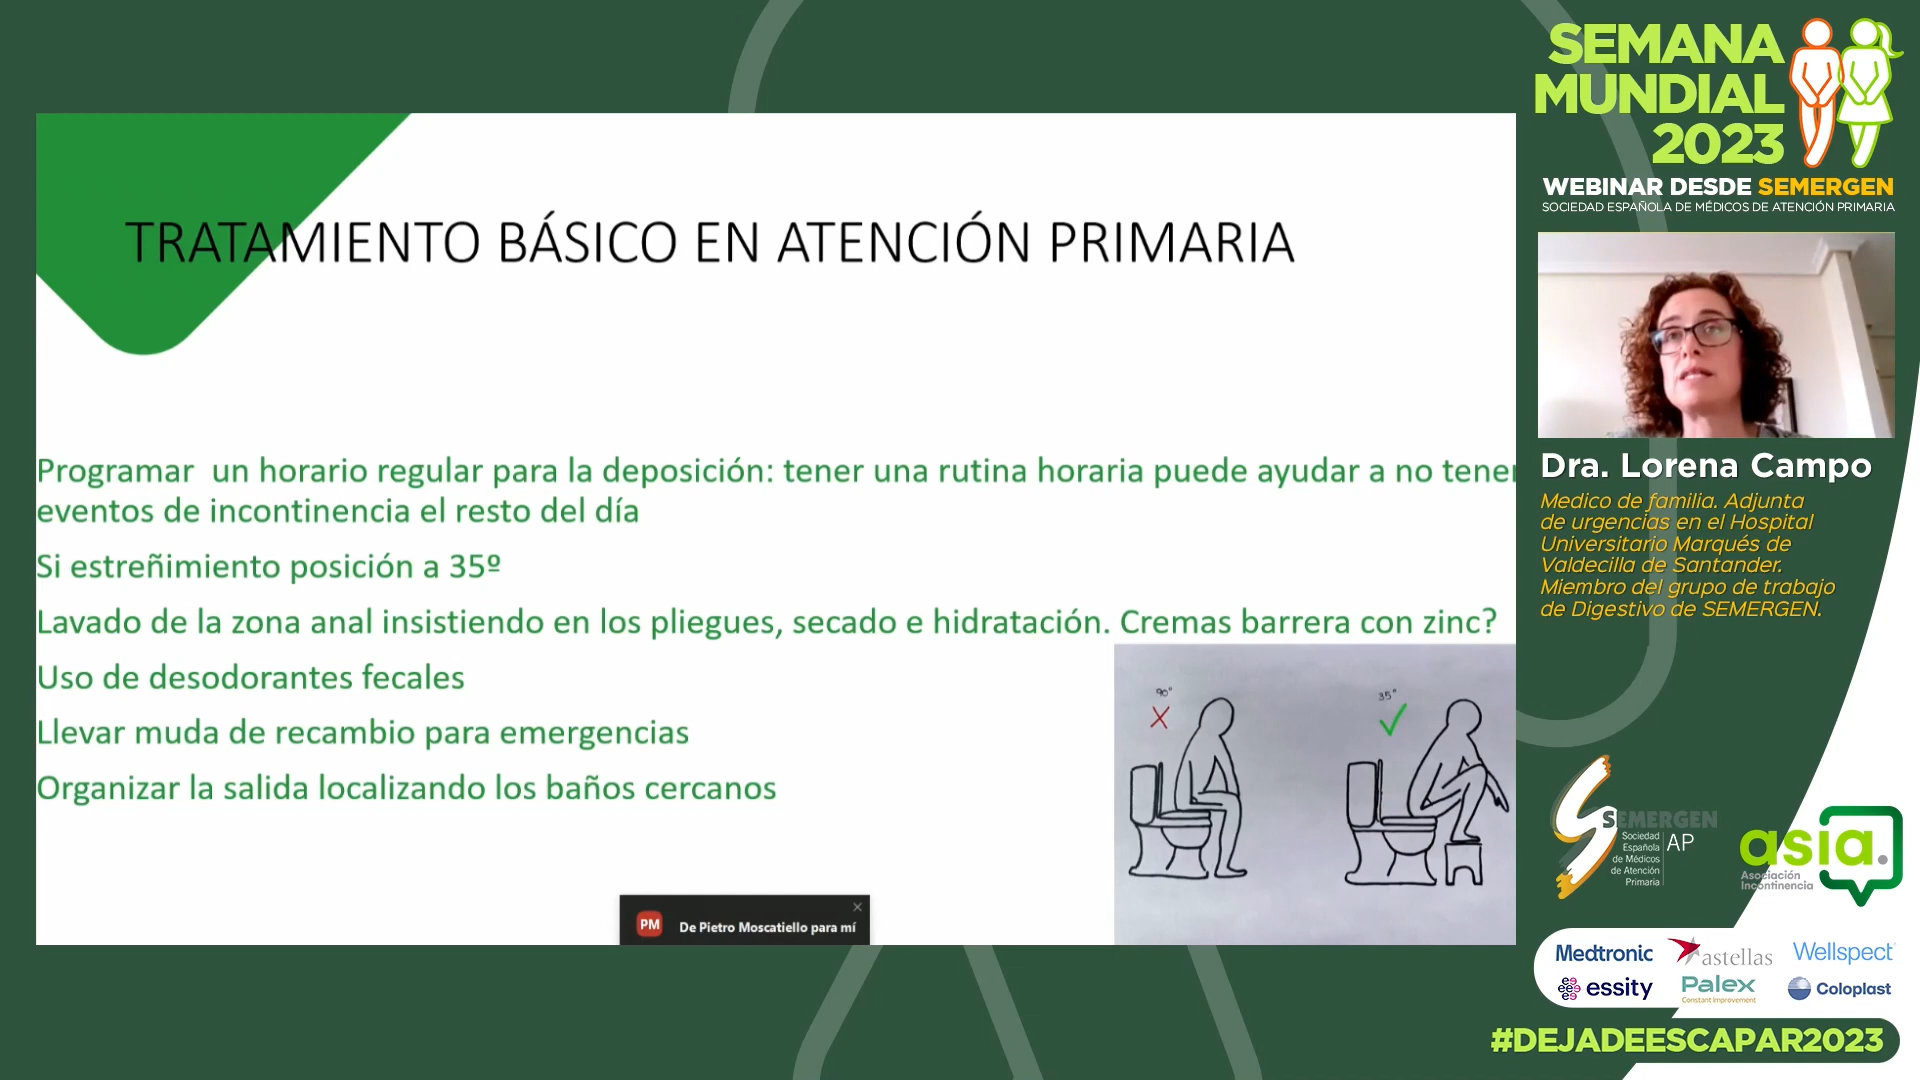 SEMANA
MUNDIAL
2023
WEBINAR DESDE SEMERGEN
SOCIEDAD ESPAÑOLA DE MÉDICOS DE ATENCIÓN PRIMARIA
TRATAMIENTO BÁSICO EN ATENCIÓN PRIMARIA
Programar un horario regular para la deposición: tener una rutina horaria puede ayudar a no tener
eventos de incontinencia el resto del día
Si estreñimiento posición a 35º
Lavado de la zona anal insistiendo en los pliegues, secado e hidratación. Cremas barrera con zinc?
Uso de desodorantes fecales
Llevar muda de recambio para emergencias
Organizar la salida localizando los baños cercanos
90°
35°
PM De Pietro Moscatiello para mí
Dra. Lorena Campo
Medico de familia. Adjunta
de urgencias en el Hospital
Universitario Marqués de
Valdecilla de Santander.
Miembro del grupo de trabajo
de Digestivo de SEMERGEN.
SEMERGEN
Sociedad
Española
de Médicos
de Atención
Primaria
AP
asia.
Asociación
Incontinencia
Medtronic
astellas
Wellspect
essity
Palex
Constant Improvement
Coloplast
#DEJADEESCAPAR2023